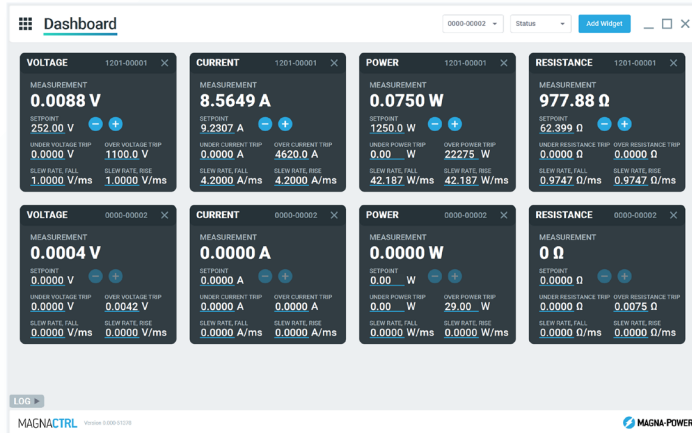 Dashboard
0000-00002 Status Add Widget
VOLTAGE 1201-00001
MEASUREMENT
0.0088 V
SETPOINT
252.00 V
UNDER VOLTAGE TRIP OVER VOLTAGE TRIP
0.0000 V 1100.0 V
SLEW RATE, FALL SLEW RATE, RISE
1.0000 V/ms 1.0000 V/ms
CURRENT 1201-00001
MEASUREMENT
8.5649 A
SETPOINT
9.2307 A
UNDER CURRENT TRIP OVER CURRENT TRIP
0.0000 A 4620.0 A
SLEW RATE, FALL SLEW RATE, RISE
4.2000 A/ms 4.2000 A/ms
POWER 1201-00001
MEASUREMENT
0.0750 W
SETPOINT
1250.0 W
UNDER POWER TRIP OVER POWER TRIP
0.00 W 22275 W
SLEW RATE, FALL SLEW RATE, RISE
42.187 W/ms 42.187 W/ms
RESISTANCE 1201-00001
MEASUREMENT
977.88 Ω
SETPOINT
62.399 Ω
UNDER RESISTANCE TRIP OVER RESISTANCE TRIP
0.0000 Ω 0.0000 Ω
SLEW RATE, FALL SLEW RATE, RISE
0.9747 Ω/ms 0.9747 Ω/ms
VOLTAGE 0000-00002
MEASUREMENT
0.0004 V
SETPOINT
0.0000 V
UNDER VOLTAGE TRIP OVER VOLTAGE TRIP
0.0000 V 0.0042 V
SLEW RATE, FALL SLEW RATE, RISE
0.0000 V/ms 0.0000 V/ms
CURRENT 0000-00002
MEASUREMENT
0.0000 A
SETPOINT
0.0000 A
UNDER CURRENT TRIP OVER CURRENT TRIP
0.0000 A 0.0000 A
SLEW RATE, FALL SLEW RATE, RISE
0.0000 A/ms 0.0000 A/ms
POWER 0000-00002
MEASUREMENT
0.0000 W
SETPOINT
0.00 W
UNDER POWER TRIP OVER POWER TRIP
0.00 W 29.00 W
SLEW RATE, FALL SLEW RATE, RISE
0.0000 W/ms 0.0000 W/ms
RESISTANCE 0000-00002
MEASUREMENT
0 Ω
SETPOINT
0.0000 Ω
UNDER RESISTANCE TRIP OVER RESISTANCE TRIP
0.0000 Ω 0.0075 Ω
SLEW RATE, FALL SLEW RATE, RISE
0.0000 Ω/ms 0.0000 Ω/ms
LOG
MAGNACTRL Version MAGNA-POWER